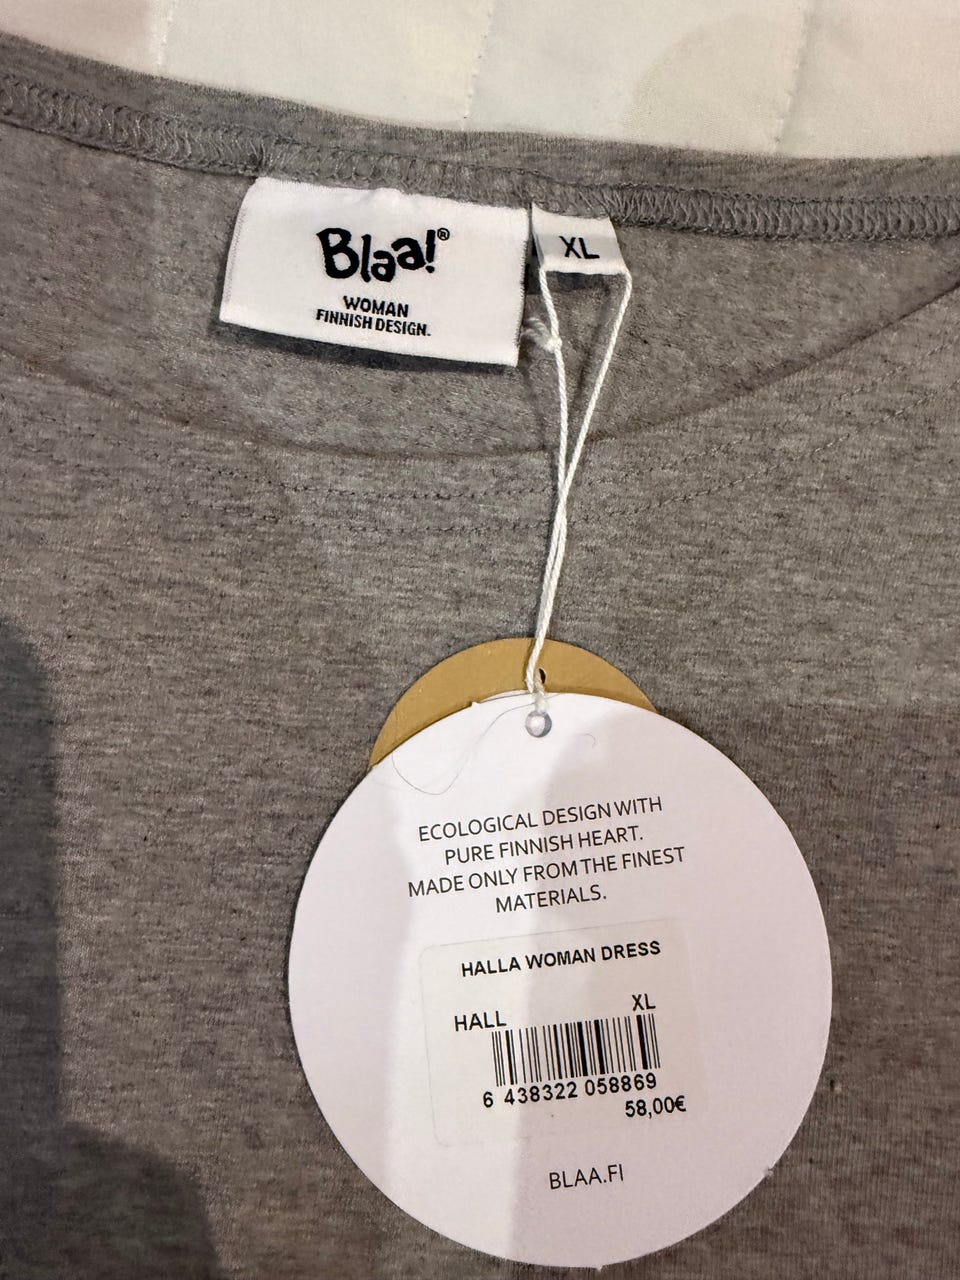 Blaa!®
WOMAN
FINNISH DESIGN.
XL
ECOLOGICAL DESIGN WITH
PURE FINNISH HEART.
MADE ONLY FROM THE FINEST
MATERIALS.
HALLA WOMAN DRESS
HALL XL
6 438322 058869
58,00€
BLAA.FI